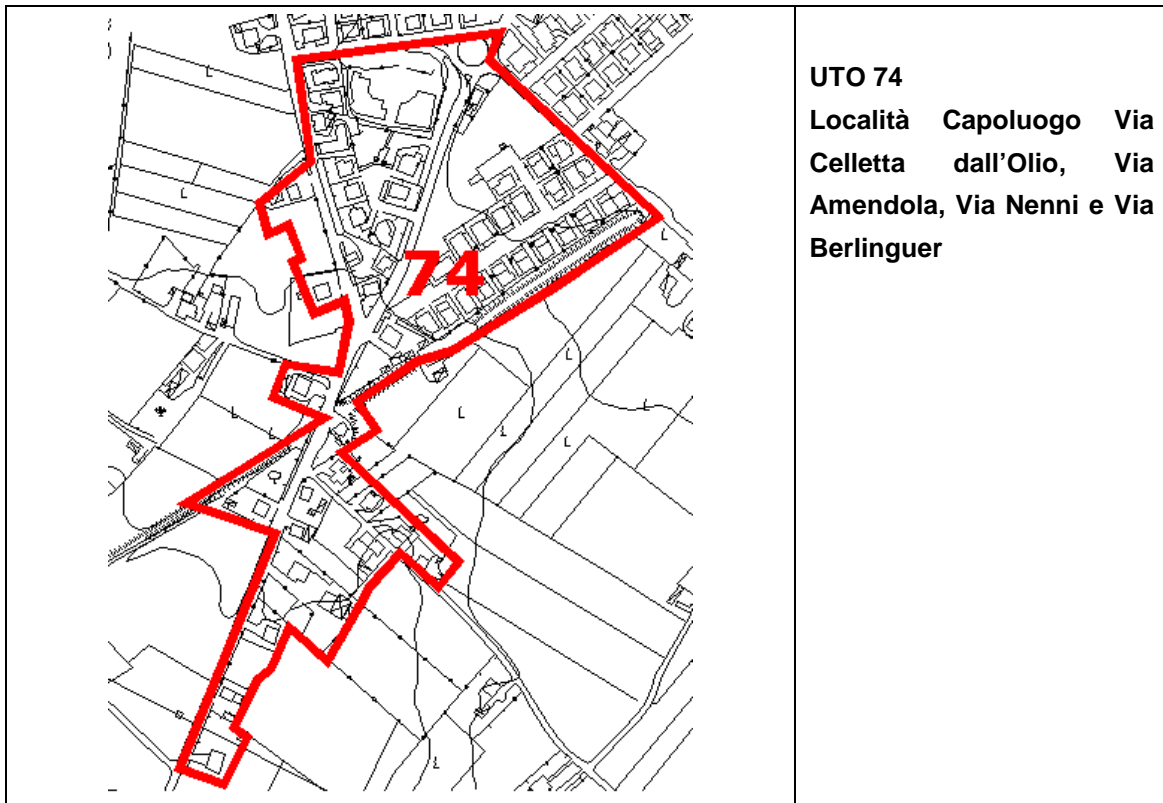 74
UTO 74
Località Capoluogo Via
Celletta dall'Olio, Via
Amendola, Via Nenni e Via
Berlinguer